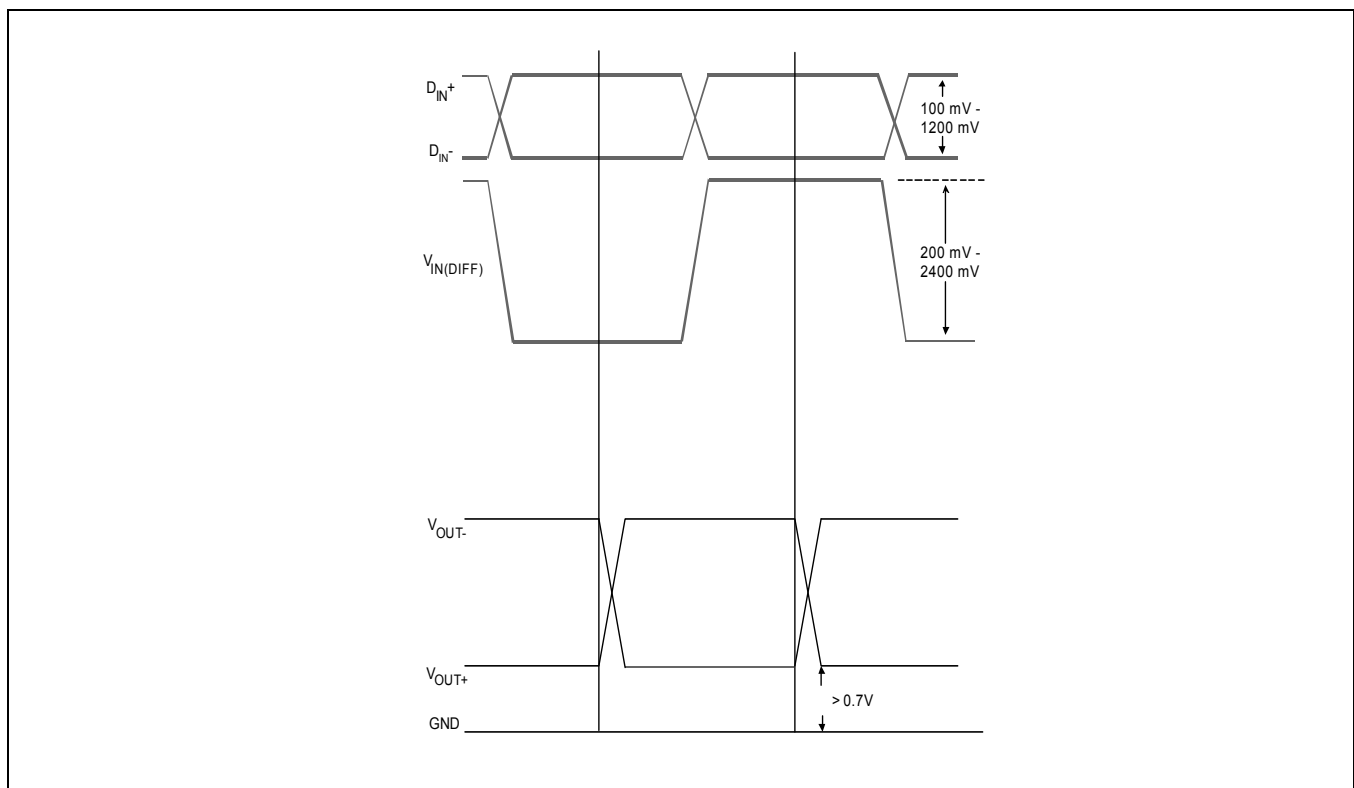 D_IN+
100 mV -
1200 mV
D_IN-
V_IN(DIFF)
200 mV -
2400 mV
V_OUT-
V_OUT+
> 0.7V
GND